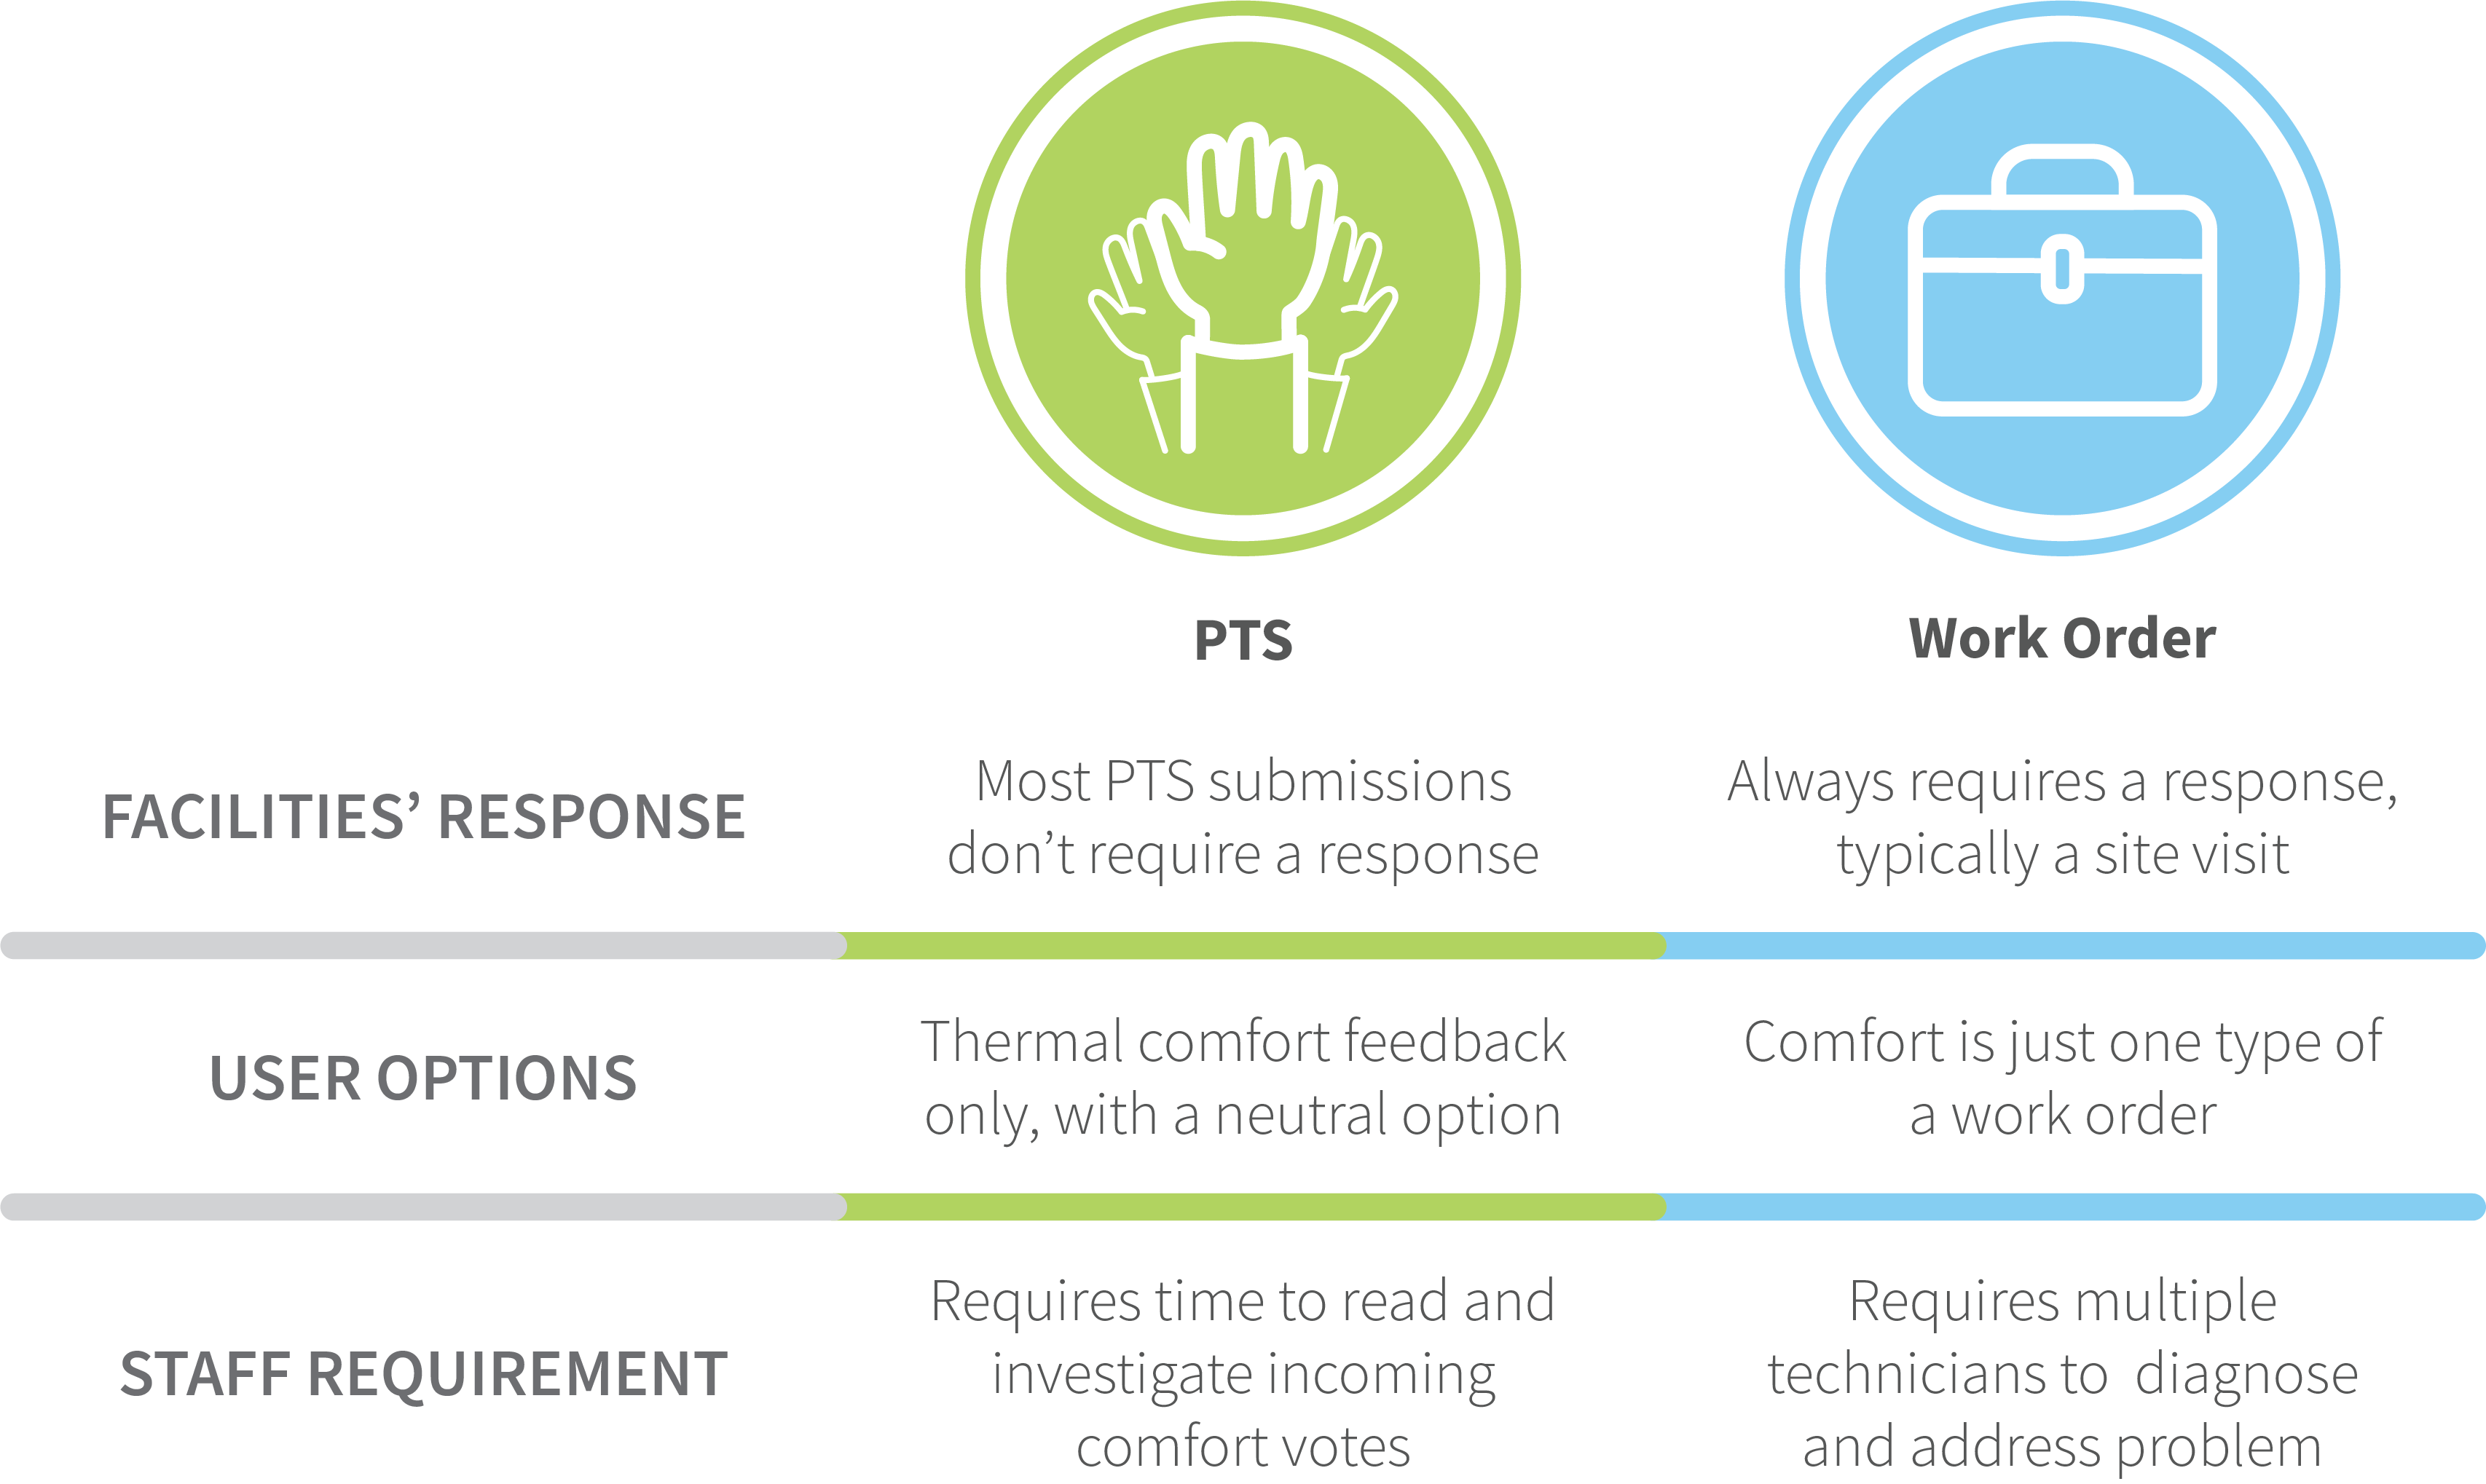 PTS
Work Order
FACILITIES’ RESPONSE
Most PTS submissions
don’t require a response
Always requires a response,
typically a site visit
USER OPTIONS
Thermal comfort feedback
only, with a neutral option
Comfort is just one type of
a work order
STAFF REQUIREMENT
Requires time to read and
investigate incoming
comfort votes
Requires multiple
technicians to diagnose
and address problem